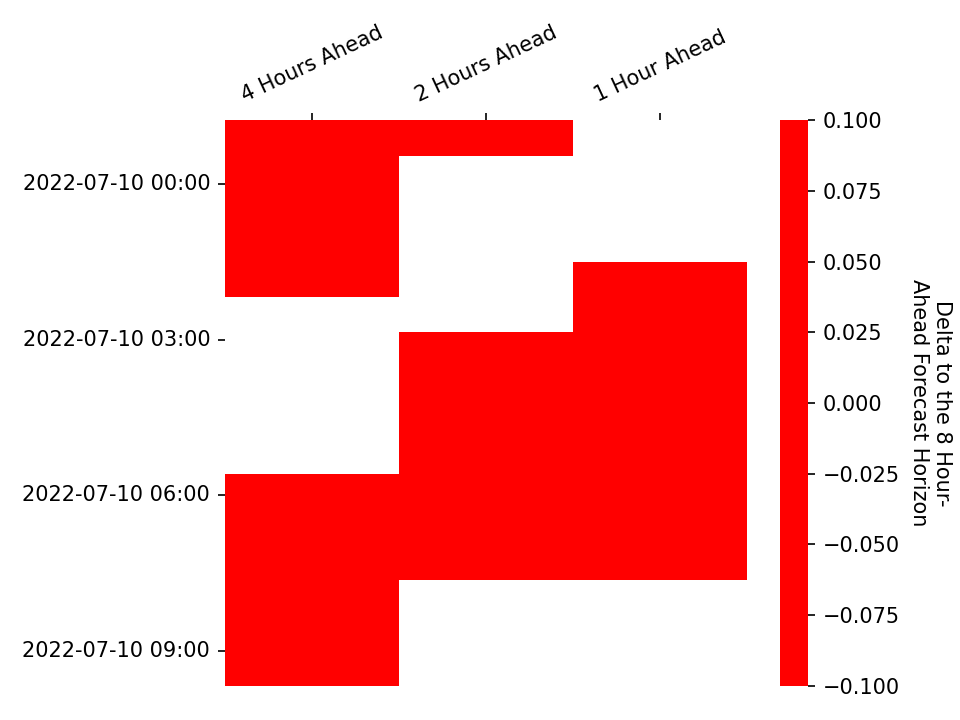 4 Hours Ahead
2 Hours Ahead
1 Hour Ahead
2022-07-10 00:00
2022-07-10 03:00
2022-07-10 06:00
2022-07-10 09:00
0.100
0.075
0.050
0.025
0.000
−0.025
−0.050
−0.075
−0.100
Delta to the 8 Hour-
Ahead Forecast Horizon